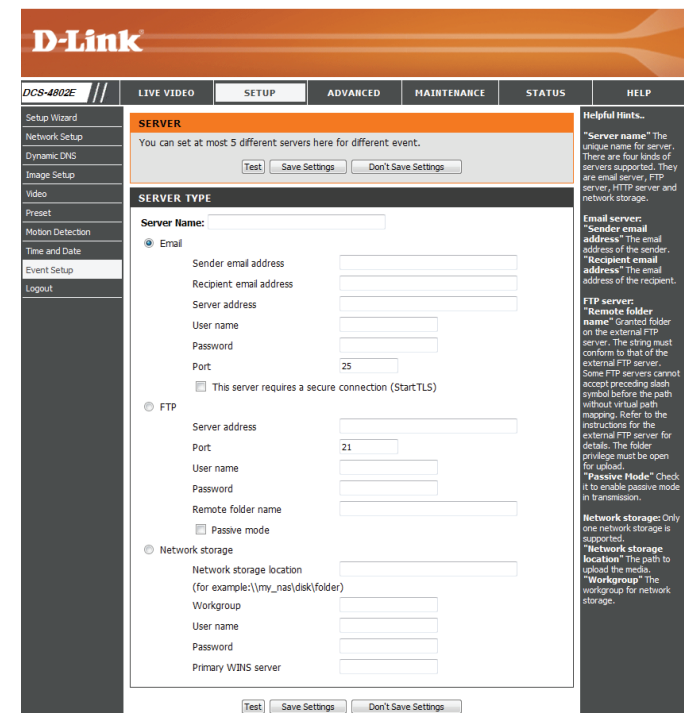 D-Link
DCS-4802E // LIVE VIDEO SETUP ADVANCED MAINTENANCE STATUS HELP
Setup Wizard
Network Setup
Dynamic DNS
Image Setup
Video
Preset
Motion Detection
Time and Date
Event Setup
Logout
SERVER
You can set at most 5 different servers here for different event.
Test Save Settings Don't Save Settings
SERVER TYPE
Server Name:
Email
Sender email address
Recipient email address
Server address
User name
Password
Port 25
This server requires a secure connection (StartTLS)
FTP
Server address
Port 21
User name
Password
Remote folder name
Passive mode
Network storage
Network storage location
(for example:\\my_nas\disk\folder)
Workgroup
User name
Password
Primary WINS server
Test Save Settings Don't Save Settings
Helpful Hints..
"Server name" The
unique name for server.
There are four kinds of
servers supported. They
are email server, FTP
server, HTTP server and
network storage.
Email server:
"Sender email
address" The email
address of the sender.
"Recipient email
address" The email
address of the recipient.
FTP server:
"Remote folder
name" Granted folder
on the external FTP
server. The string must
conform to that of the
external FTP server.
Some FTP servers cannot
accept preceding slash
symbol before the path
without virtual path
mapping. Refer to the
instructions for the
external FTP server for
details. The folder
privilege must be open
for upload.
"Passive Mode" Check
it to enable passive mode
in transmission.
Network storage: Only
one network storage is
supported.
"Network storage
location" The path to
upload the media.
"Workgroup" The
workgroup for network
storage.